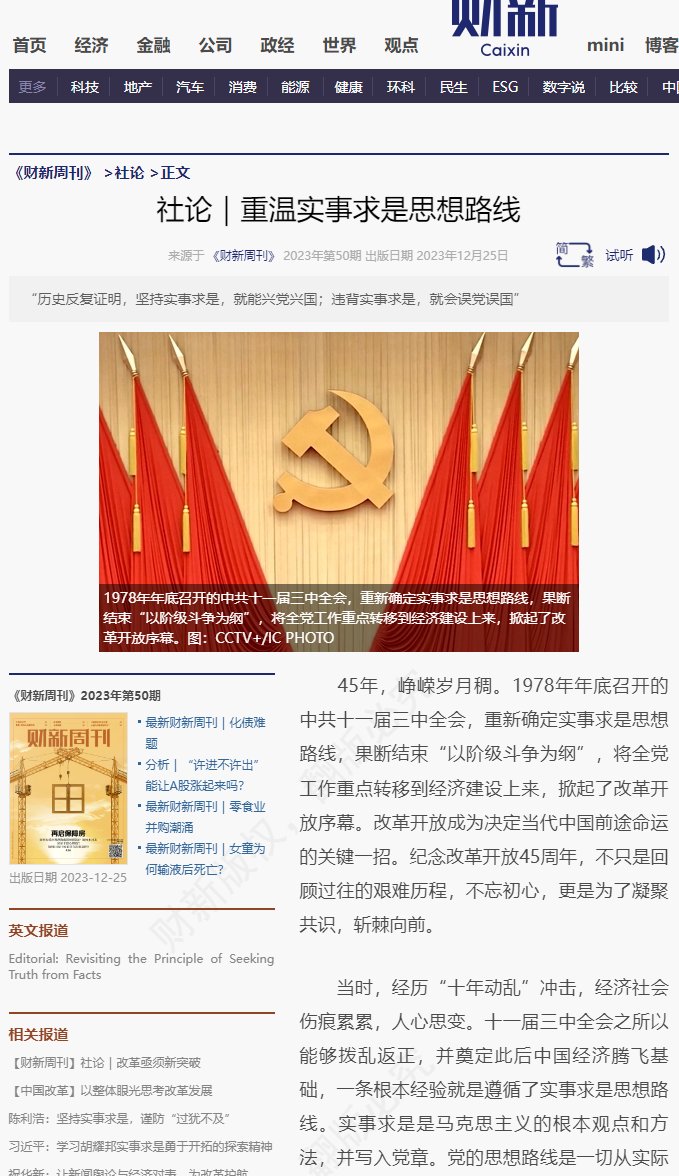 财新
Caixin
首页 经济 金融 公司 政经 世界 观点 mini 博客
更多 科技 地产 汽车 消费 能源 健康 环科 民生 ESG 数字说 比较 中国
《财新周刊》 >社论 >正文
社论｜重温实事求是思想路线
来源于 《财新周刊》 2023年第50期 出版日期 2023年12月25日
简繁 试听
“历史反复证明，坚持实事求是，就能兴党兴国；违背实事求是，就会误党误国”
1978年年底召开的中共十一届三中全会，重新确定实事求是思想路线，果断
结束“以阶级斗争为纲”，将全党工作重点转移到经济建设上来，掀起了改
革开放序幕。图：CCTV+/IC PHOTO
《财新周刊》2023年第50期
财新周刊
再启保障房
最新财新周刊｜化债难
题
分析｜“许进不许出”
能让A股涨起来吗？
最新财新周刊｜零食业
并购潮涌
最新财新周刊｜女童为
何输液后死亡？
出版日期 2023-12-25
英文报道
Editorial: Revisiting the Principle of Seeking
Truth from Facts
相关报道
【财新周刊】社论｜改革亟须新突破
【中国改革】以整体眼光思考改革发展
陈利浩：坚持实事求是，谨防“过犹不及”
习近平：学习胡耀邦实事求是勇于开拓的探索精神
祝华新：让新闻舆论与经济对表，为改革护航
45年，峥嵘岁月稠。1978年年底召开的
中共十一届三中全会，重新确定实事求是思想
路线，果断结束“以阶级斗争为纲”，将全党
工作重点转移到经济建设上来，掀起了改革开
放序幕。改革开放成为决定当代中国前途命运
的关键一招。纪念改革开放45周年，不只是回
顾过往的艰难历程，不忘初心，更是为了凝聚
共识，斩棘向前。
当时，经历“十年动乱”冲击，经济社会
伤痕累累，人心思变。十一届三中全会之所以
能够拨乱返正，并奠定此后中国经济腾飞基
础，一条根本经验就是遵循了实事求是思想路
线。实事求是是马克思主义的根本观点和方
法，并写入党章。党的思想路线是一切从实际
财新版权，翻版必究
翻版必究